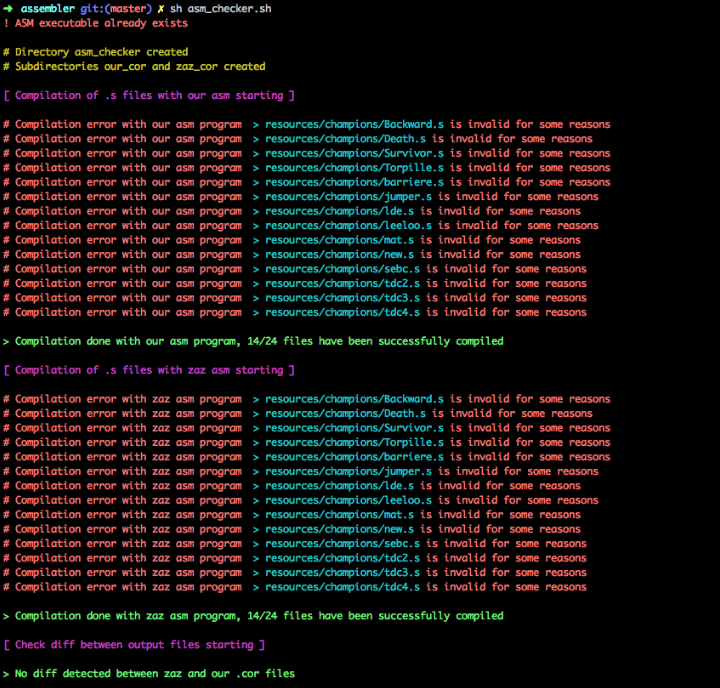 ➜ assembler git:(master) ✗ sh asm_checker.sh
! ASM executable already exists
# Directory asm_checker created
# Subdirectories our_cor and zaz_cor created
[ Compilation of .s files with our asm starting ]
# Compilation error with our asm program > resources/champions/Backward.s is invalid for some reasons
# Compilation error with our asm program > resources/champions/Death.s is invalid for some reasons
# Compilation error with our asm program > resources/champions/Survivor.s is invalid for some reasons
# Compilation error with our asm program > resources/champions/Torpille.s is invalid for some reasons
# Compilation error with our asm program > resources/champions/barriere.s is invalid for some reasons
# Compilation error with our asm program > resources/champions/jumper.s is invalid for some reasons
# Compilation error with our asm program > resources/champions/lde.s is invalid for some reasons
# Compilation error with our asm program > resources/champions/leeloo.s is invalid for some reasons
# Compilation error with our asm program > resources/champions/mat.s is invalid for some reasons
# Compilation error with our asm program > resources/champions/new.s is invalid for some reasons
# Compilation error with our asm program > resources/champions/sebc.s is invalid for some reasons
# Compilation error with our asm program > resources/champions/tdc2.s is invalid for some reasons
# Compilation error with our asm program > resources/champions/tdc3.s is invalid for some reasons
# Compilation error with our asm program > resources/champions/tdc4.s is invalid for some reasons
> Compilation done with our asm program, 14/24 files have been successfully compiled
[ Compilation of .s files with zaz asm starting ]
# Compilation error with zaz asm program > resources/champions/Backward.s is invalid for some reasons
# Compilation error with zaz asm program > resources/champions/Death.s is invalid for some reasons
# Compilation error with zaz asm program > resources/champions/Survivor.s is invalid for some reasons
# Compilation error with zaz asm program > resources/champions/Torpille.s is invalid for some reasons
# Compilation error with zaz asm program > resources/champions/barriere.s is invalid for some reasons
# Compilation error with zaz asm program > resources/champions/jumper.s is invalid for some reasons
# Compilation error with zaz asm program > resources/champions/lde.s is invalid for some reasons
# Compilation error with zaz asm program > resources/champions/leeloo.s is invalid for some reasons
# Compilation error with zaz asm program > resources/champions/mat.s is invalid for some reasons
# Compilation error with zaz asm program > resources/champions/new.s is invalid for some reasons
# Compilation error with zaz asm program > resources/champions/sebc.s is invalid for some reasons
# Compilation error with zaz asm program > resources/champions/tdc2.s is invalid for some reasons
# Compilation error with zaz asm program > resources/champions/tdc3.s is invalid for some reasons
# Compilation error with zaz asm program > resources/champions/tdc4.s is invalid for some reasons
> Compilation done with zaz asm program, 14/24 files have been successfully compiled
[ Check diff between output files starting ]
> No diff detected between zaz and our .cor files